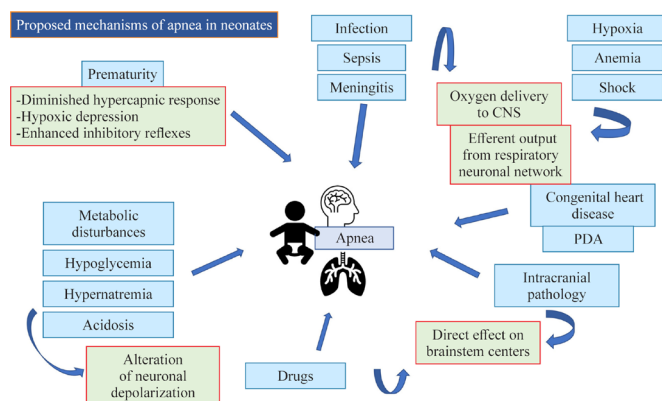 Proposed mechanisms of apnea in neonates
Prematurity
-Diminished hypercapnic response
-Hypoxic depression
-Enhanced inhibitory reflexes
Infection
Sepsis
Meningitis
Hypoxia
Anemia
Shock
Oxygen delivery
to CNS
Efferent output
from respiratory
neuronal network
Congenital heart
disease
PDA
Metabolic
disturbances
Hypoglycemia
Hypernatremia
Acidosis
Alteration
of neuronal
depolarization
Apnea
Drugs
Intracranial
pathology
Direct effect on
brainstem centers